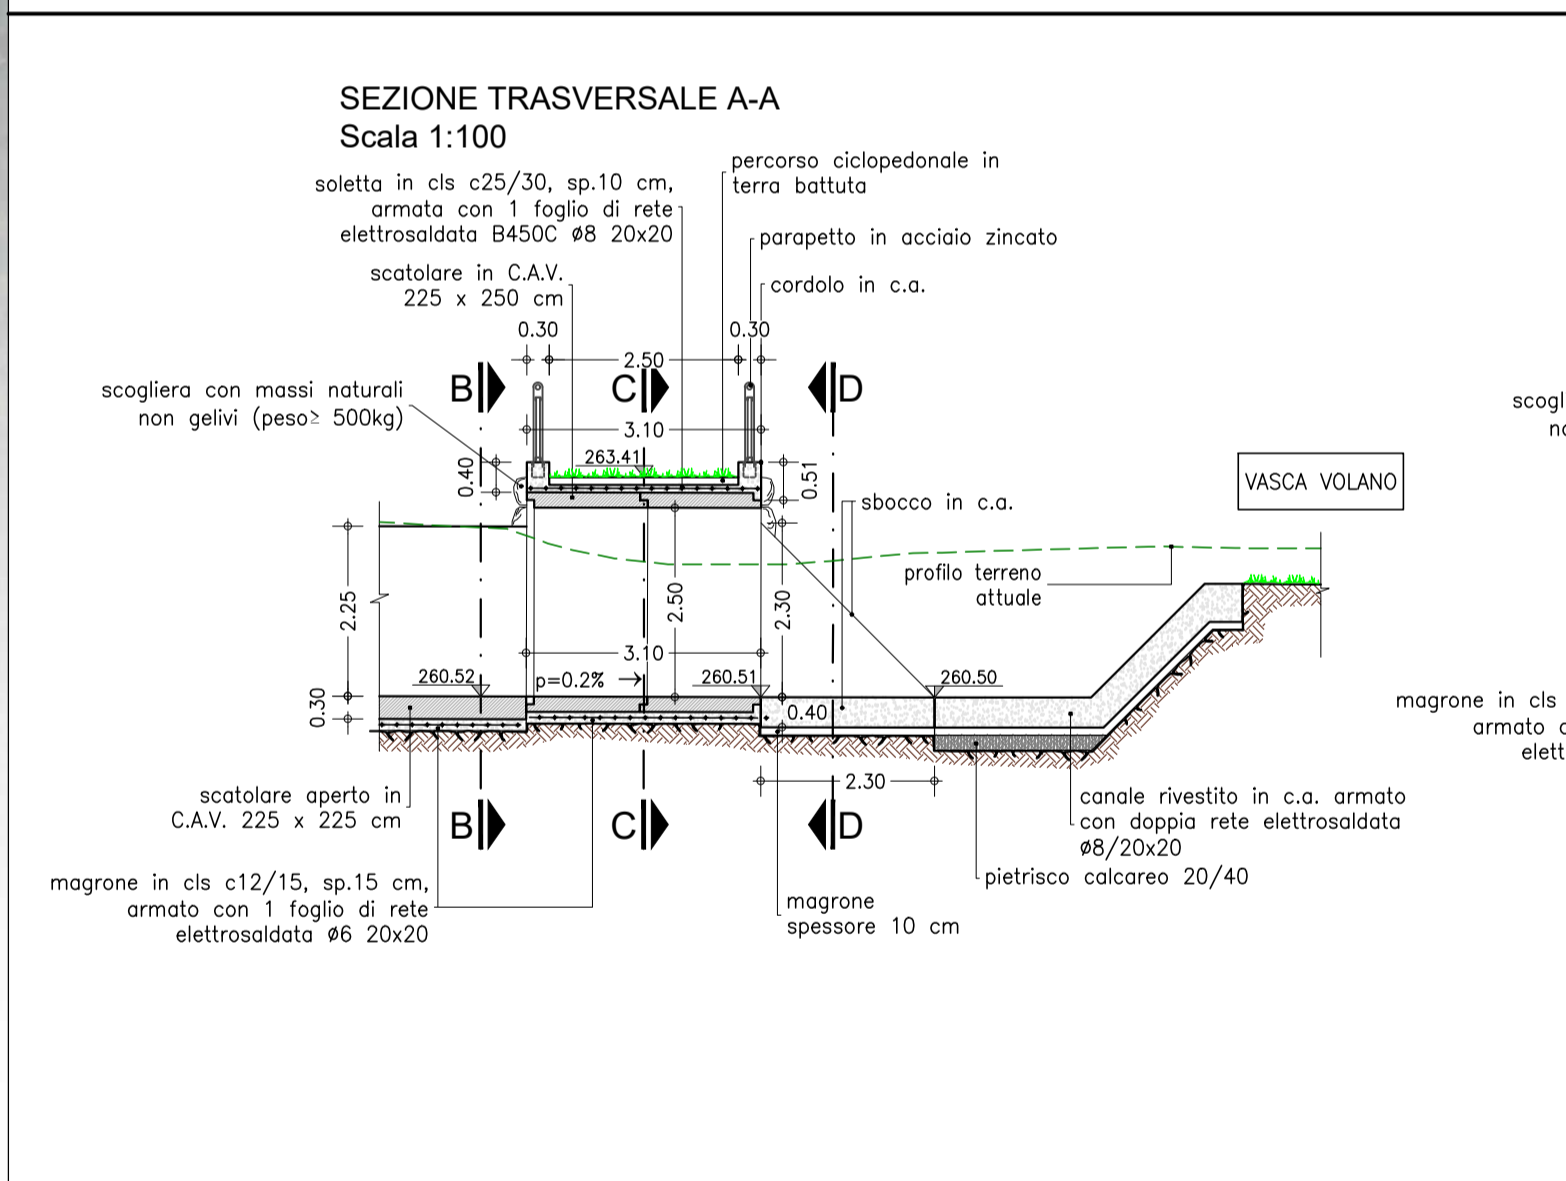 SEZIONE TRASVERSALE A-A
Scala 1:100
percorso ciclopedonale in
terra battuta
soletta in cls c25/30, sp.10 cm,
armata con 1 foglio di rete
elettrosaldata B450C ø8 20x20
parapetto in acciaio zincato
scatolare in C.A.V.
225 x 250 cm
cordolo in c.a.
0.30
0.30
2.50
B
C
D
scogliera con massi naturali
non gelivi (peso≥ 500kg)
3.10
263.41
0.40
0.51
scogl
no
VASCA VOLANO
sbocco in c.a.
profilo terreno
attuale
2.25
2.50
2.30
3.10
260.52
p=0.2%
260.51
260.50
0.30
0.40
magrone in cls
armato c
elett
2.30
scatolare aperto in
C.A.V. 225 x 225 cm
B
C
D
canale rivestito in c.a. armato
con doppia rete elettrosaldata
ø8/20x20
pietrisco calcareo 20/40
magrone in cls c12/15, sp.15 cm,
armato con 1 foglio di rete
elettrosaldata ø6 20x20
magrone
spessore 10 cm